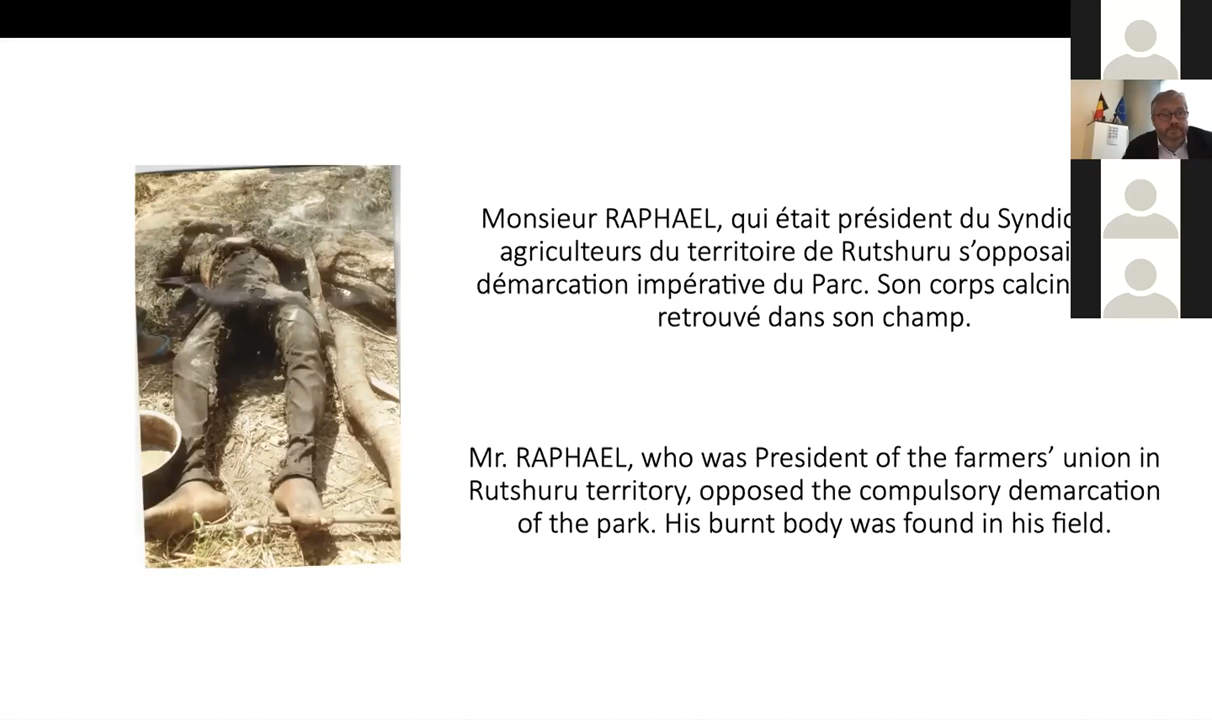 Monsieur RAPHAEL, qui était président du
agriculteurs du territoire de Rutshuru
démarcation impérative du Parc. Son corps
retrouvé dans son champ.
Mr. RAPHAEL, who was President of the farmers’ union in
Rutshuru territory, opposed the compulsory demarcation
of the park. His burnt body was found in his field.